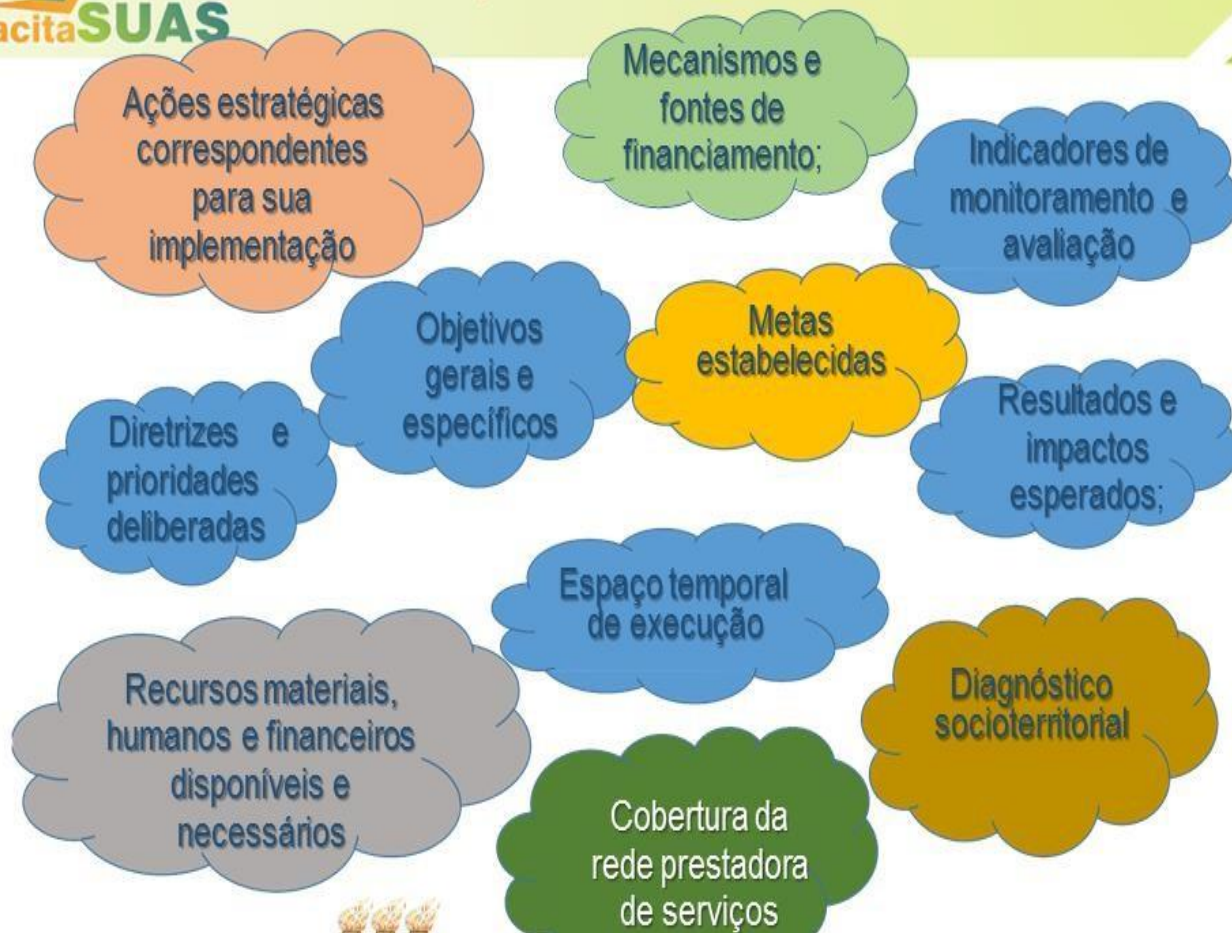 acitaSUAS
Ações estratégicas
correspondentes
para sua
implementação
Mecanismos e
fontes de
financiamento;
Indicadores de
monitoramento e
avaliação
Objetivos
gerais e
específicos
Metas
estabelecidas
Resultados e
impactos
esperados;
Diretrizes e
prioridades
deliberadas
Espaço temporal
de execução
Recursos materiais,
humanos e financeiros
disponíveis e
necessários
Diagnóstico
socioterritorial
Cobertura da
rede prestadora
de serviços